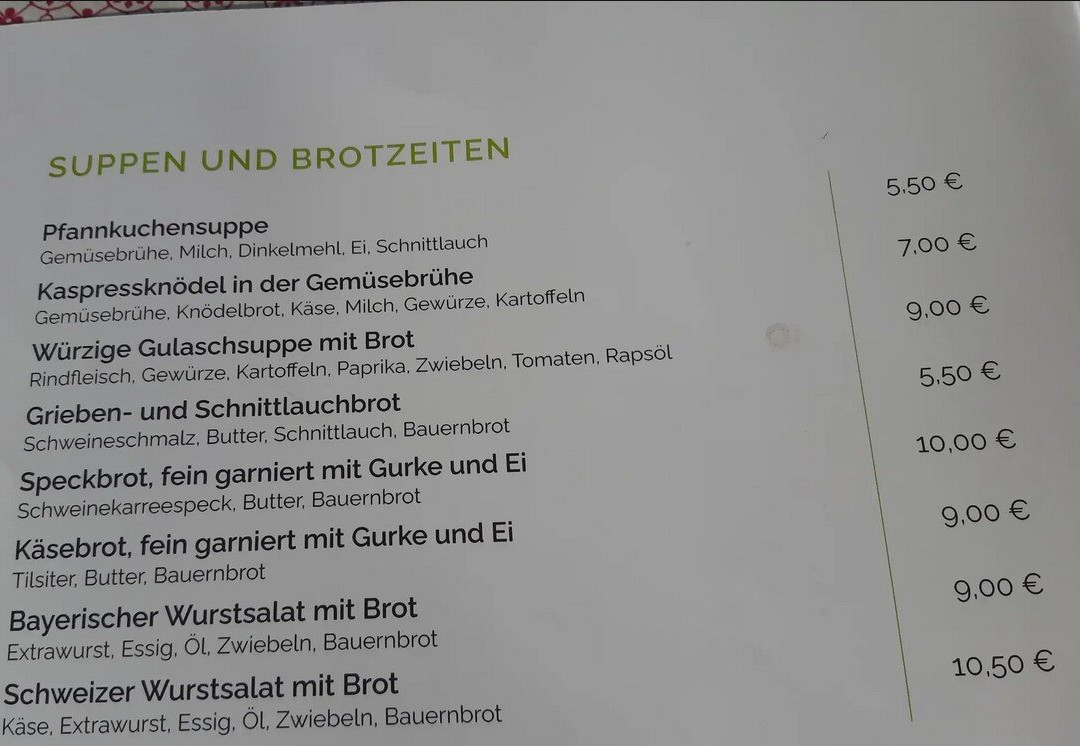 SUPPEN UND BROTZEITEN
Pfannkuchensuppe 5,50 €
Gemüsebrühe, Milch, Dinkelmehl, Ei, Schnittlauch
Kaspressknödel in der Gemüsebrühe 7,00 €
Gemüsebrühe, Knödelbrot, Käse, Milch, Gewürze, Kartoffeln
Würzige Gulaschsuppe mit Brot 9,00 €
Rindfleisch, Gewürze, Kartoffeln, Paprika, Zwiebeln, Tomaten, Rapsöl
Grieben- und Schnittlauchbrot 5,50 €
Schweineschmalz, Butter, Schnittlauch, Bauernbrot
Speckbrot, fein garniert mit Gurke und Ei 10,00 €
Schweinekarreespeck, Butter, Bauernbrot
Käsebrot, fein garniert mit Gurke und Ei 9,00 €
Tilsiter, Butter, Bauernbrot
Bayerischer Wurstsalat mit Brot 9,00 €
Extrawurst, Essig, Öl, Zwiebeln, Bauernbrot
Schweizer Wurstsalat mit Brot 10,50 €
Käse, Extrawurst, Essig, Öl, Zwiebeln, Bauernbrot